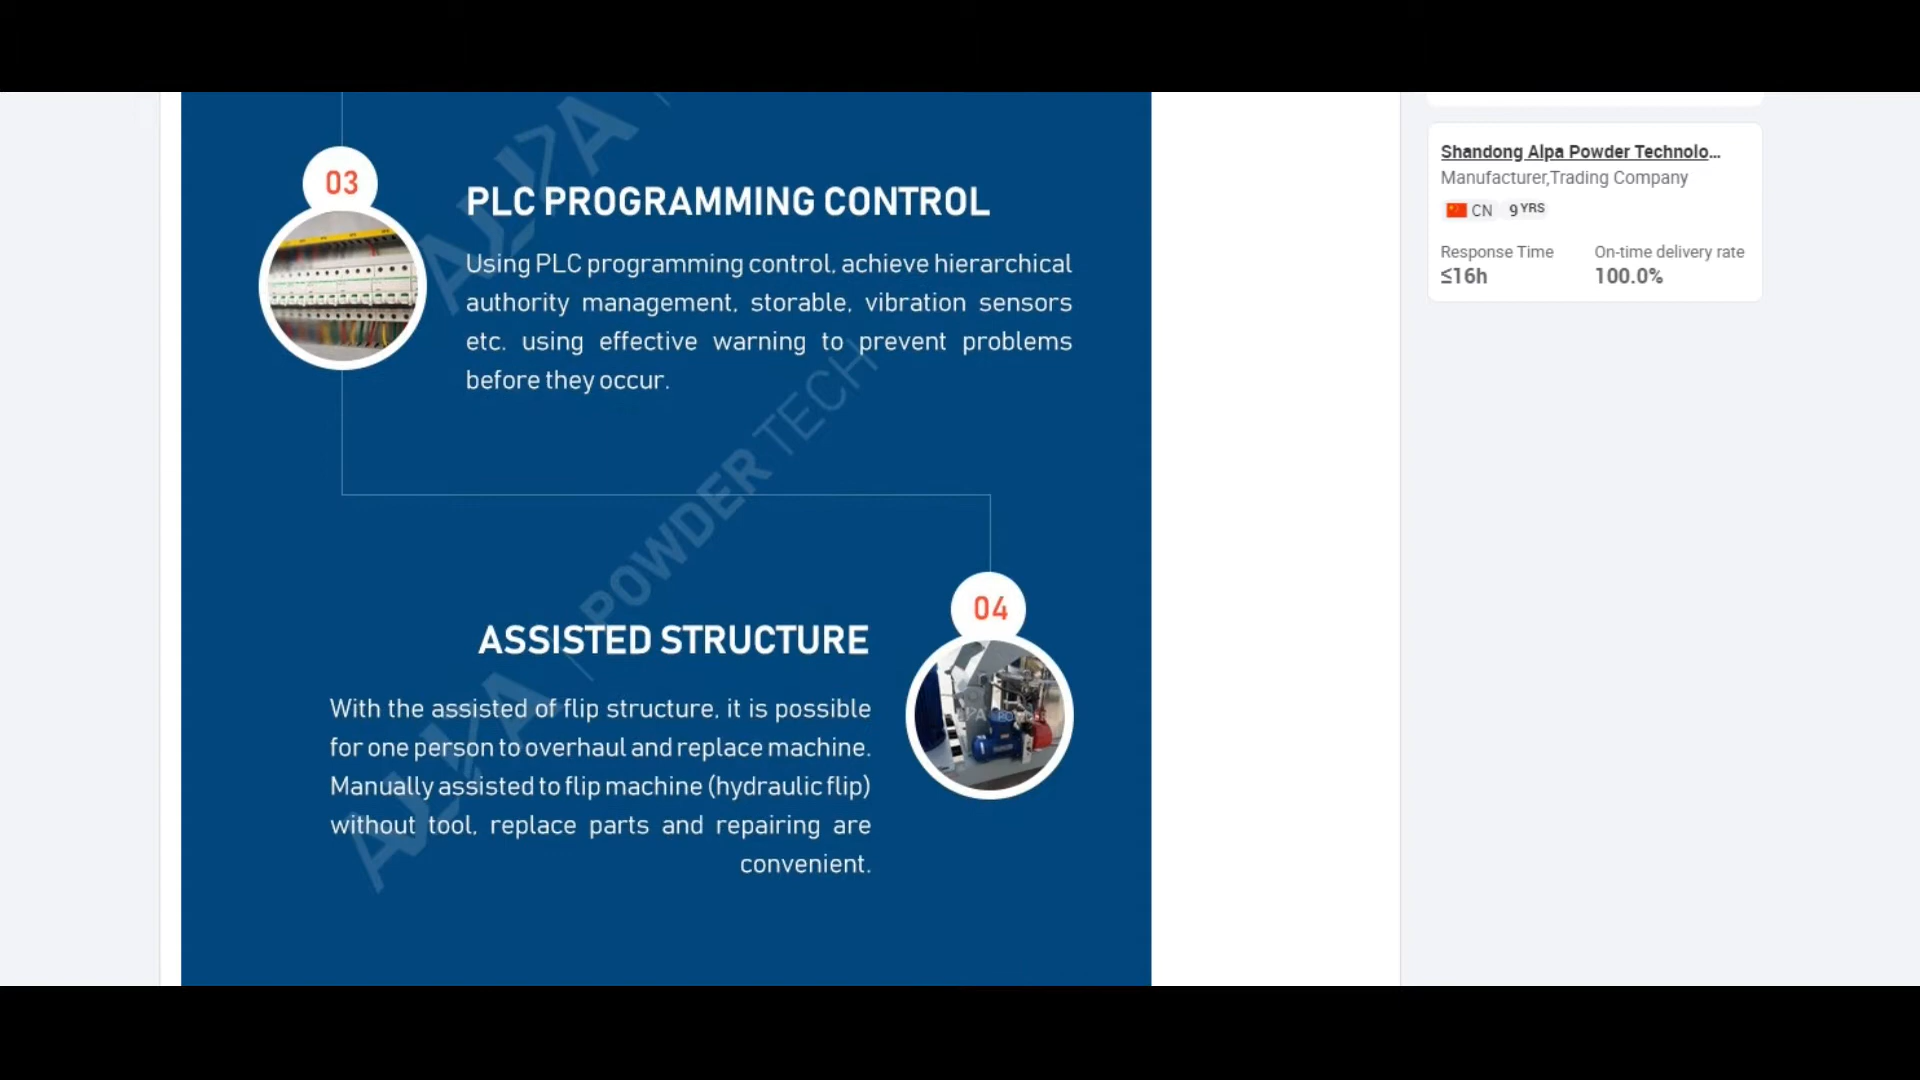 03
PLC PROGRAMMING CONTROL
Using PLC programming control, achieve hierarchical
authority management, storable, vibration sensors
etc. using effective warning to prevent problems
before they occur.
04
ASSISTED STRUCTURE
With the assisted of flip structure, it is possible
for one person to overhaul and replace machine.
Manually assisted to flip machine (hydraulic flip)
without tool, replace parts and repairing are
convenient.
ALPA | POWDER TECH
Shandong Alpa Powder Technolo...
Manufacturer,Trading Company
CN 9 YRS
Response Time On-time delivery rate
≤16h 100.0%